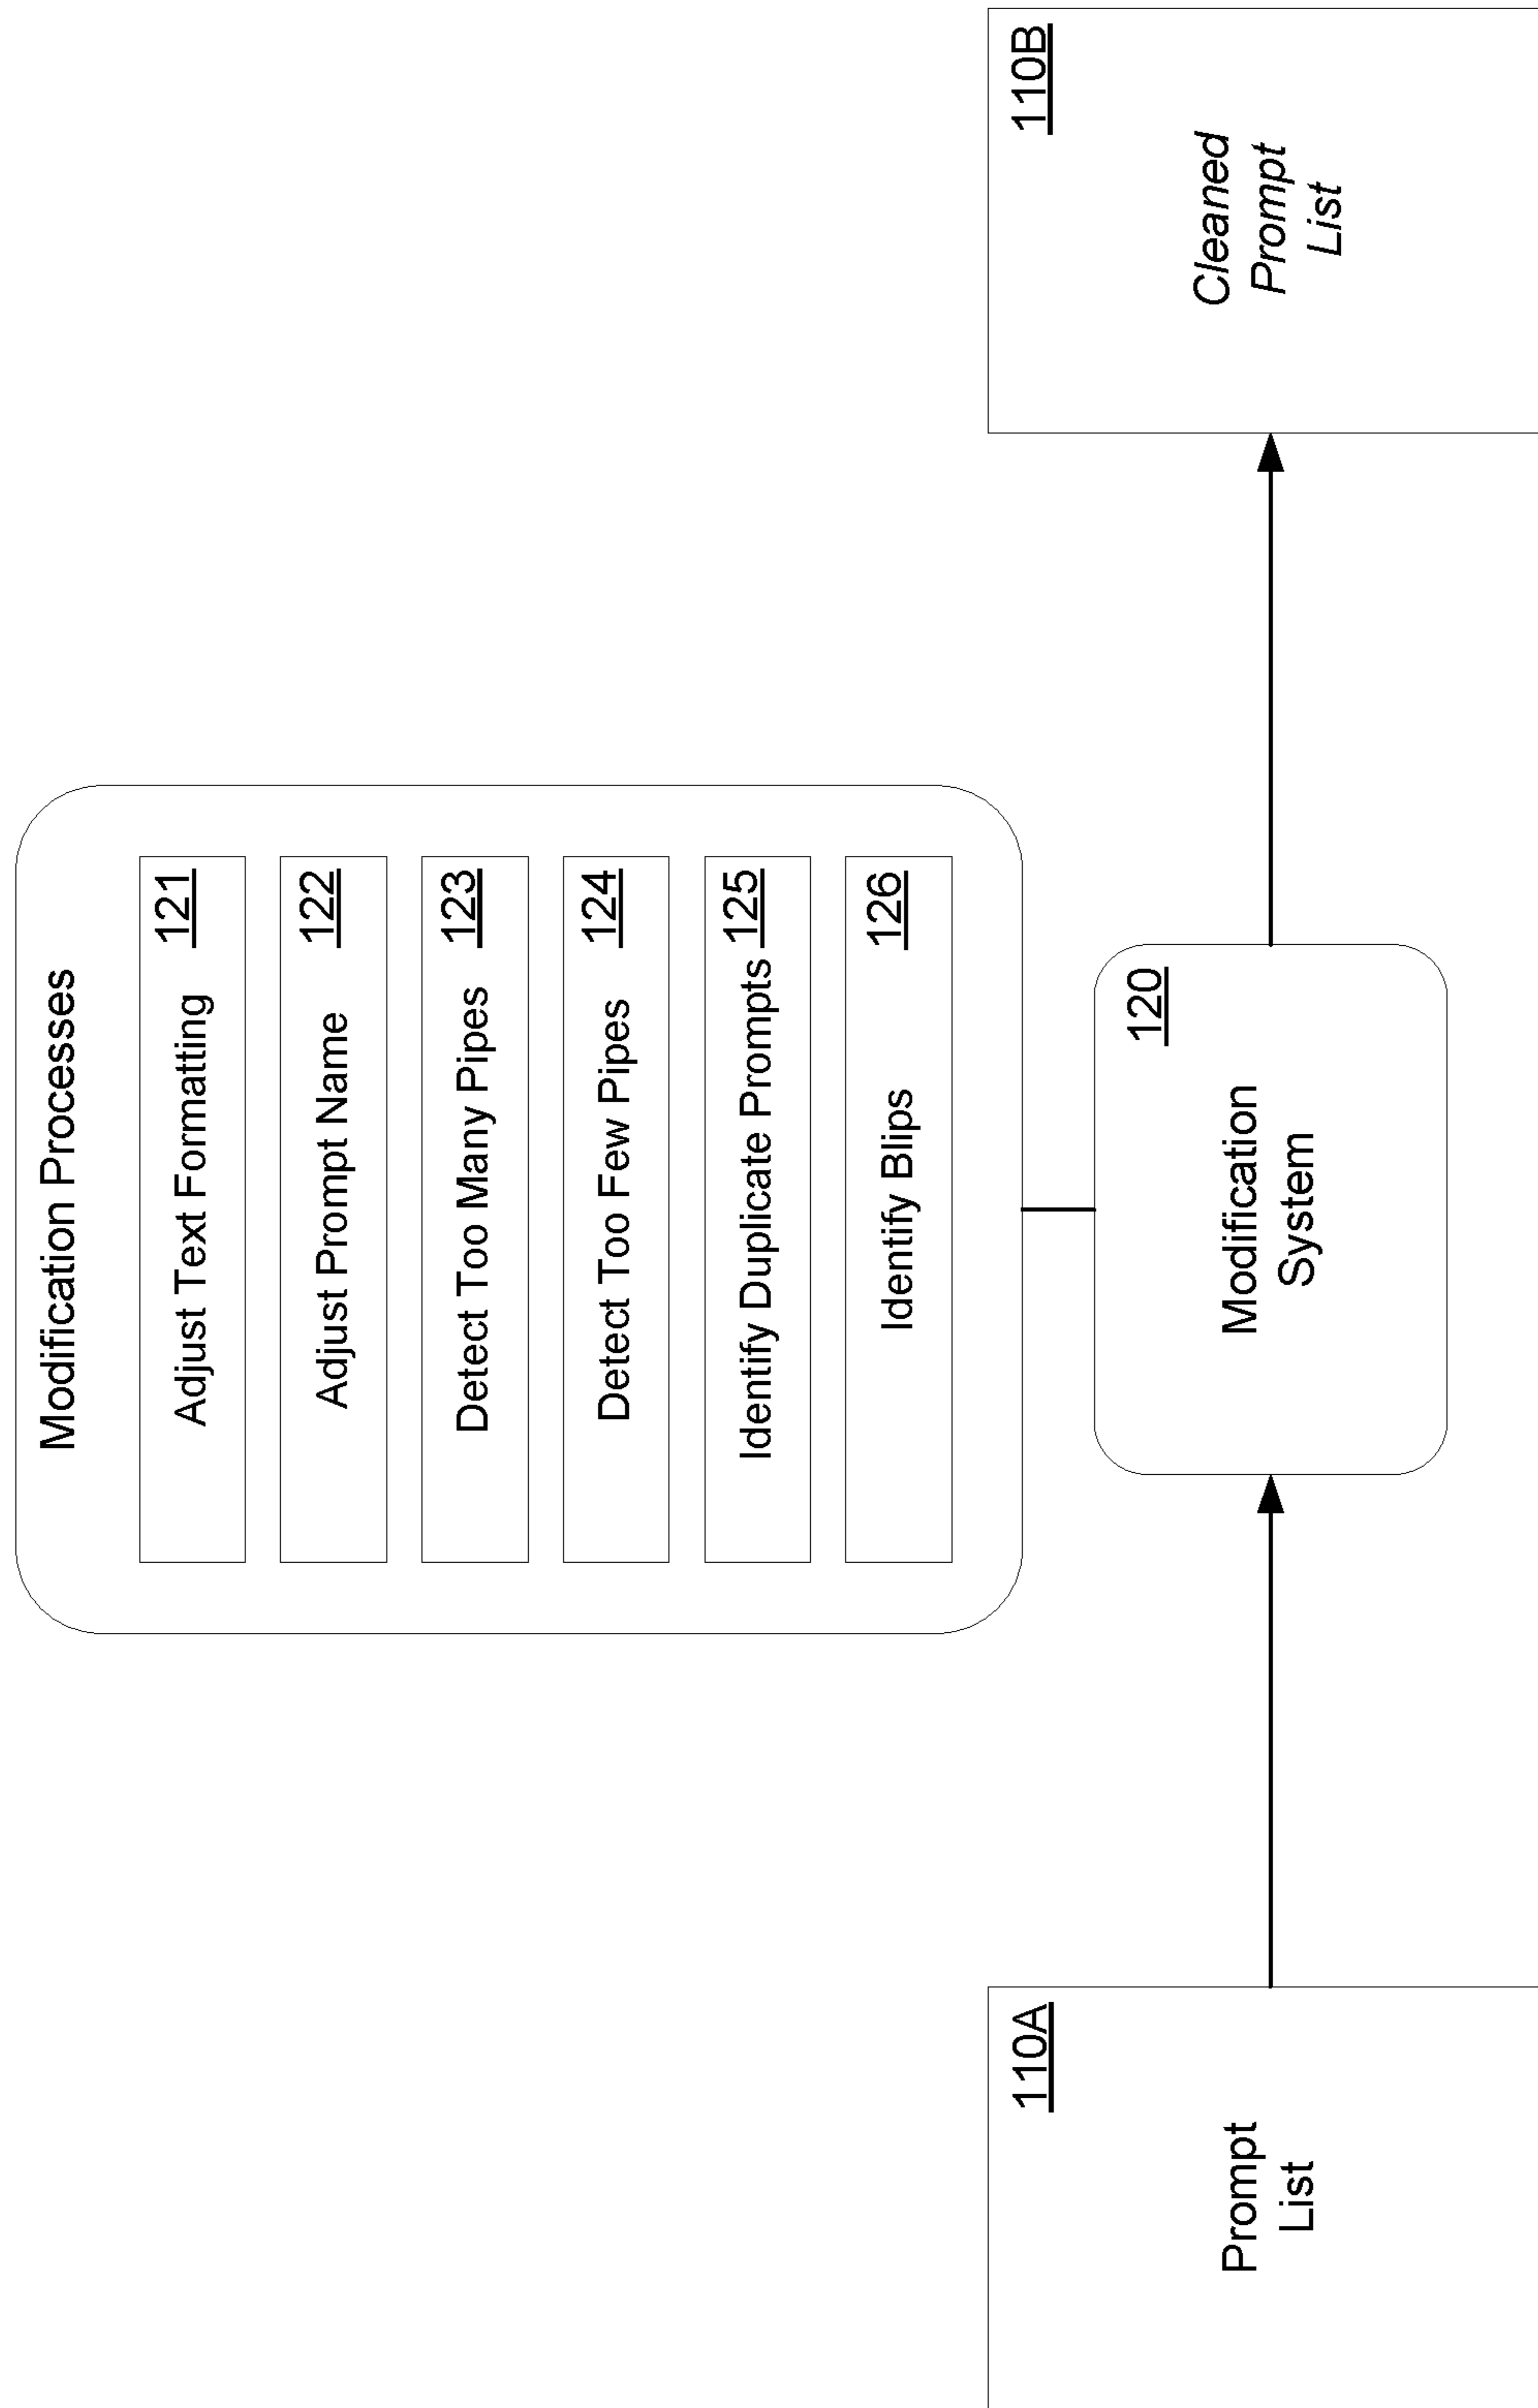 Modification Processes
Adjust Text Formatting 121
Adjust Prompt Name 122
Detect Too Many Pipes 123
Detect Too Few Pipes 124
Identify Duplicate Prompts 125
Identify Blips 126
110A
Prompt
List
120
Modification
System
110B
Cleaned
Prompt
List